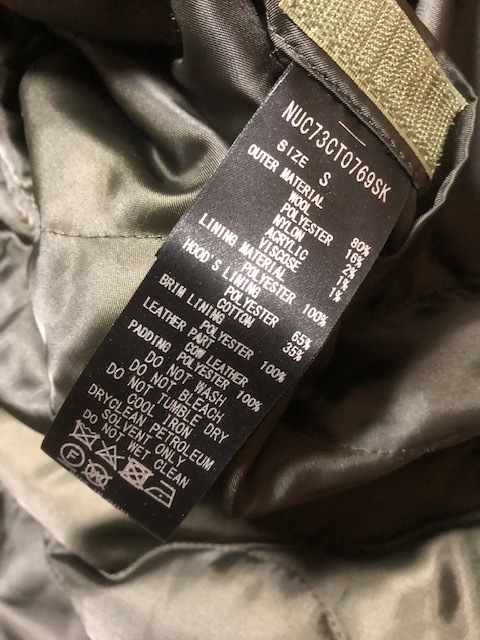 NUC73CT0769SK
SIZE S
OUTER MATERIAL
WOOL 80%
POLYESTER 16%
NYLON 2%
ACRYLIC 1%
VISCOSE 1%
LINING MATERIAL
POLYESTER 100%
HOOD'S LINING
POLYESTER 65%
COTTON 35%
BRIM LINING
POLYESTER 100%
LEATHER PART
COW LEATHER
PADDING
POLYESTER 100%
DO NOT WASH
DO NOT BLEACH
DO NOT TUMBLE DRY
COOL IRON
DRYCLEAN PETROLEUM
SOLVENT ONLY
DO NOT WET CLEAN
F